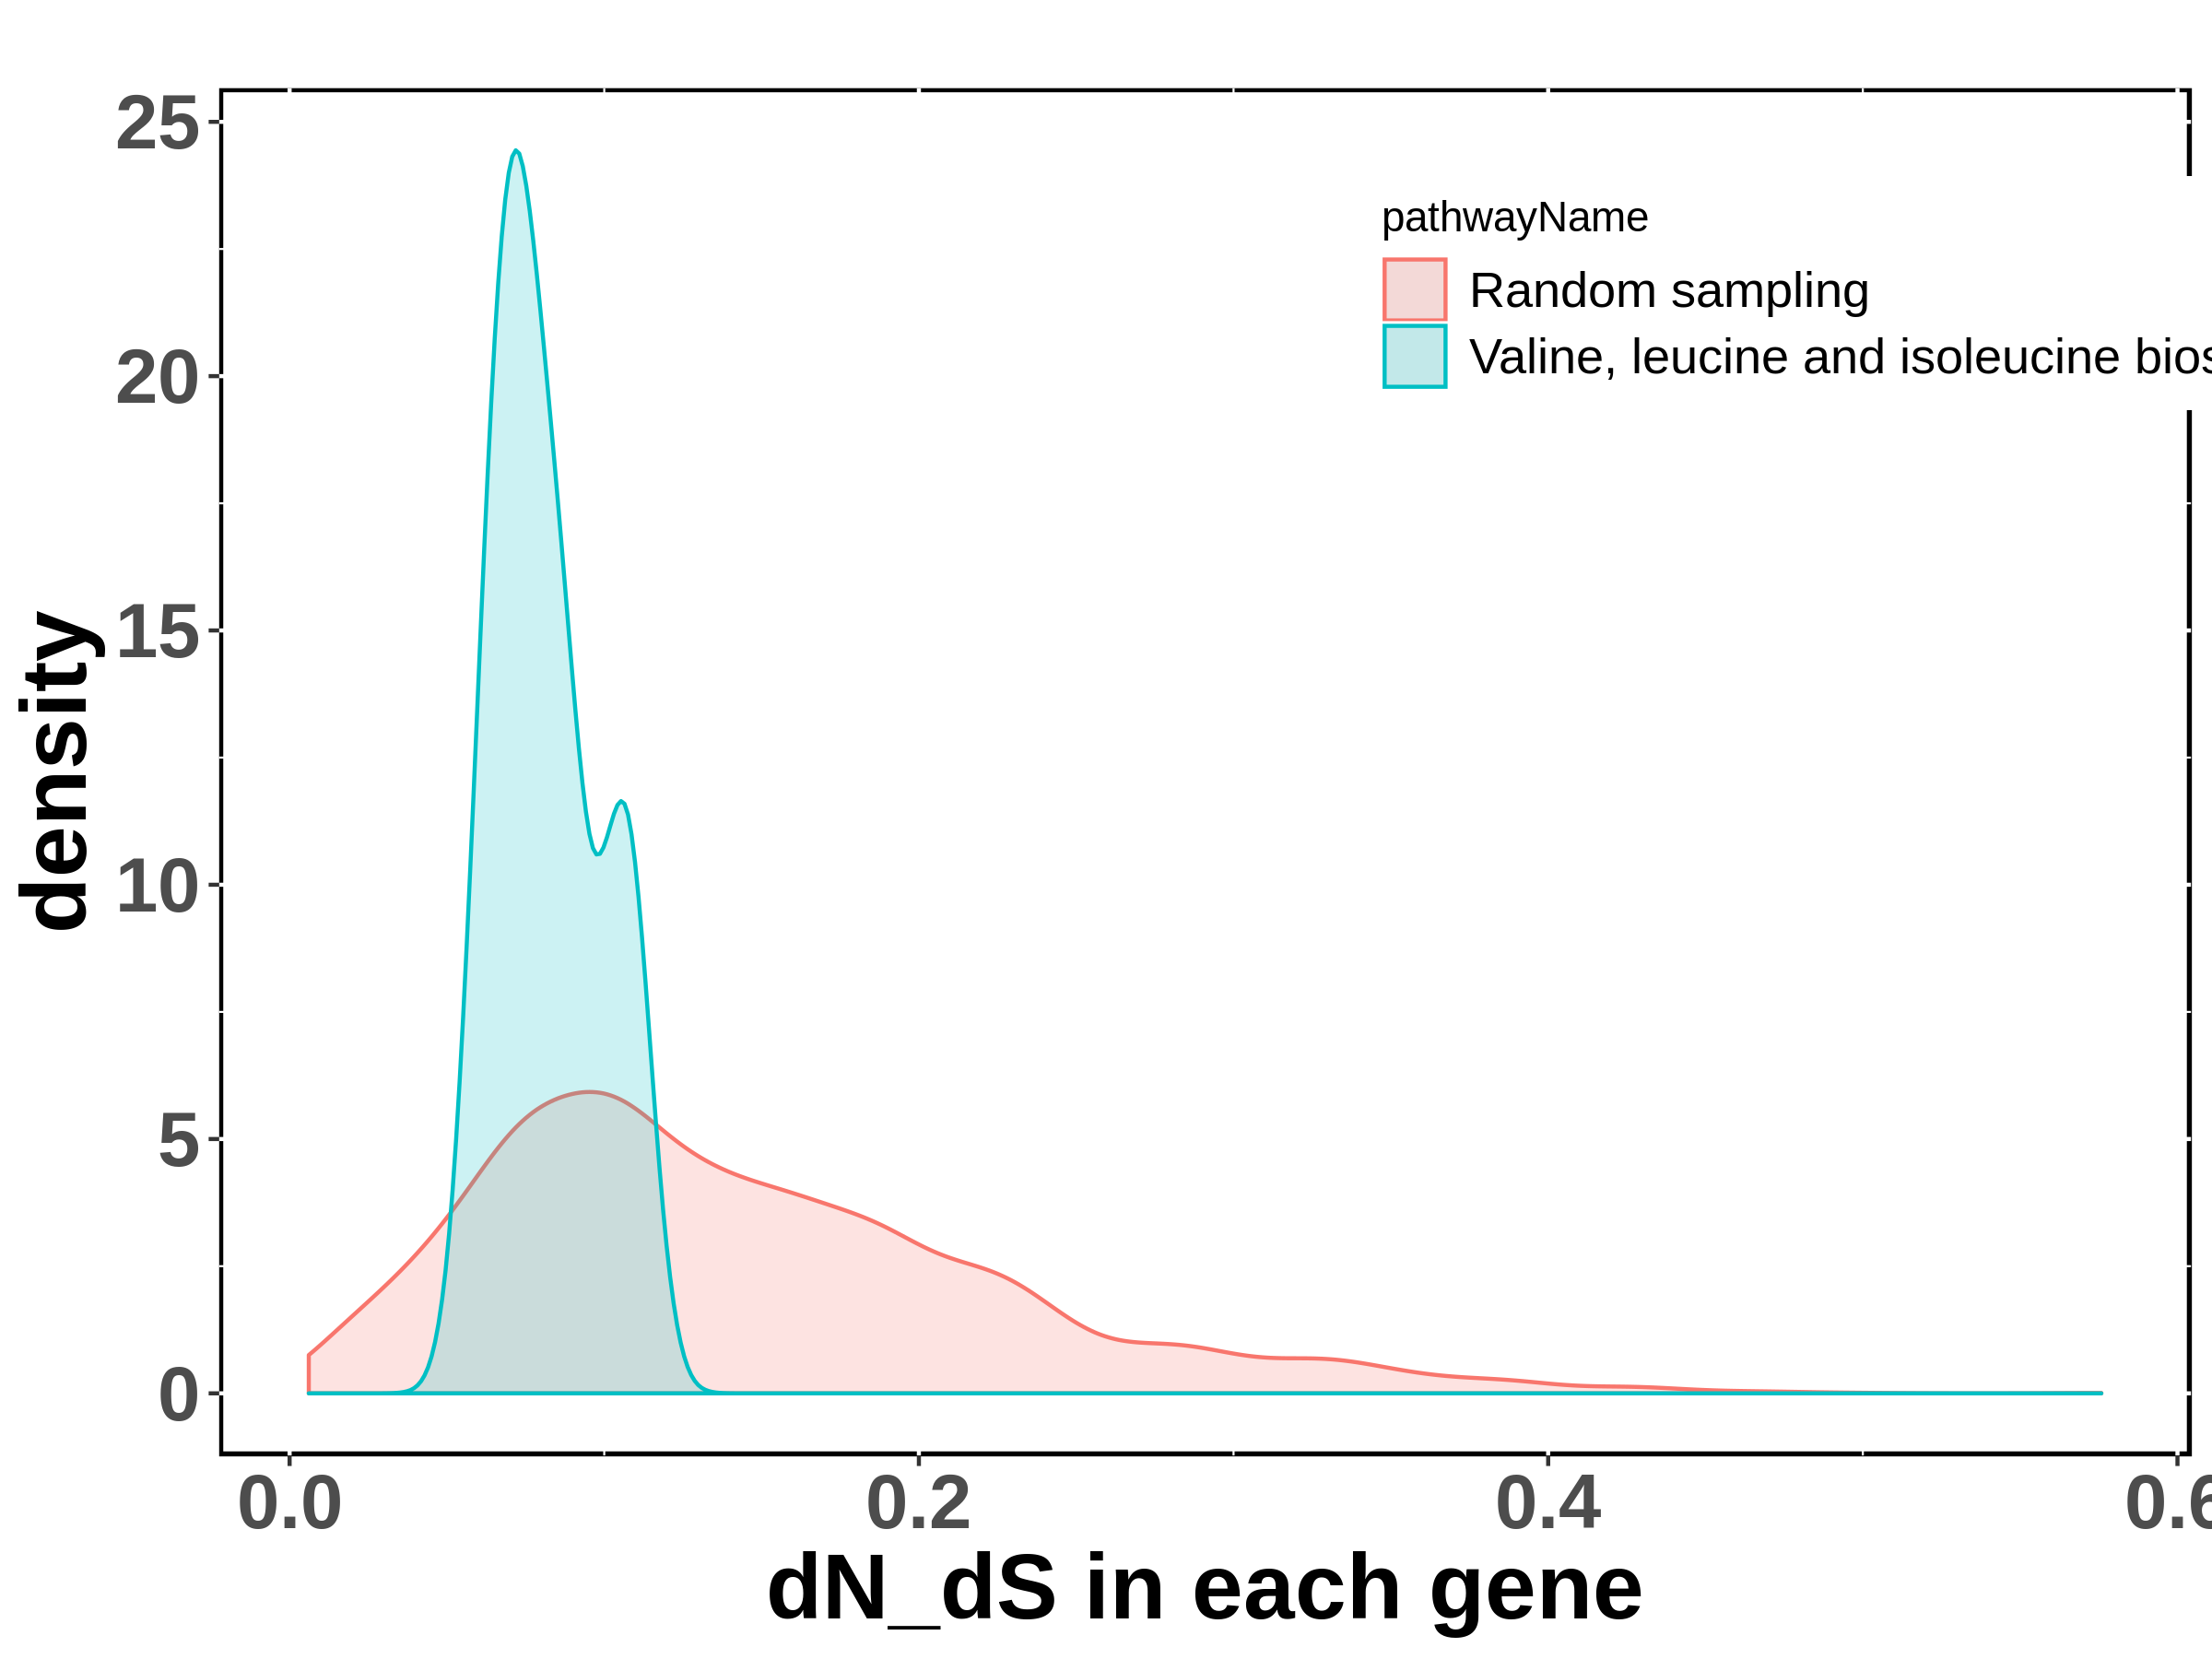 25
20
15
10
5
0
density
pathwayName
Random sampling
Valine, leucine and isoleucine
0.0
0.2
0.4
dN_dS in each gene